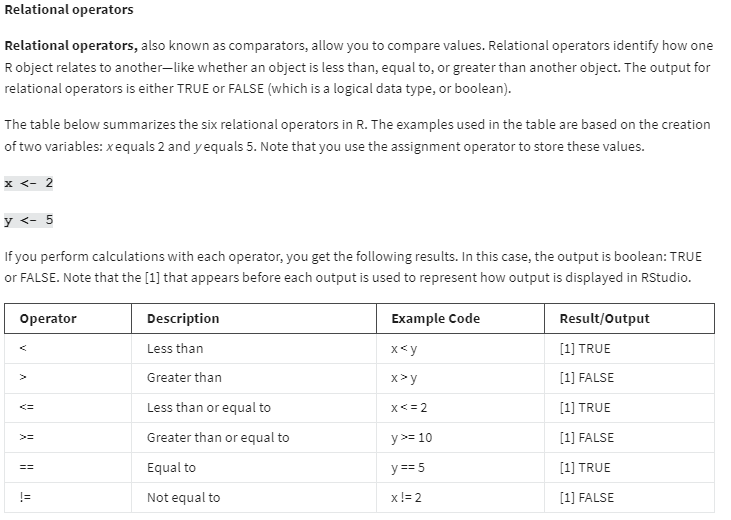 Relational operators
Relational operators, also known as comparators, allow you to compare values. Relational operators identify how one
R object relates to another—like whether an object is less than, equal to, or greater than another object. The output for
relational operators is either TRUE or FALSE (which is a logical data type, or boolean).
The table below summarizes the six relational operators in R. The examples used in the table are based on the creation
of two variables: x equals 2 and y equals 5. Note that you use the assignment operator to store these values.
x <- 2
y <- 5
If you perform calculations with each operator, you get the following results. In this case, the output is boolean: TRUE
or FALSE. Note that the [1] that appears before each output is used to represent how output is displayed in RStudio.
Operator Description Example Code Result/Output
< Less than x < y [1] TRUE
> Greater than x > y [1] FALSE
<= Less than or equal to x <= 2 [1] TRUE
>= Greater than or equal to y >= 10 [1] FALSE
== Equal to y == 5 [1] TRUE
!= Not equal to x != 2 [1] FALSE